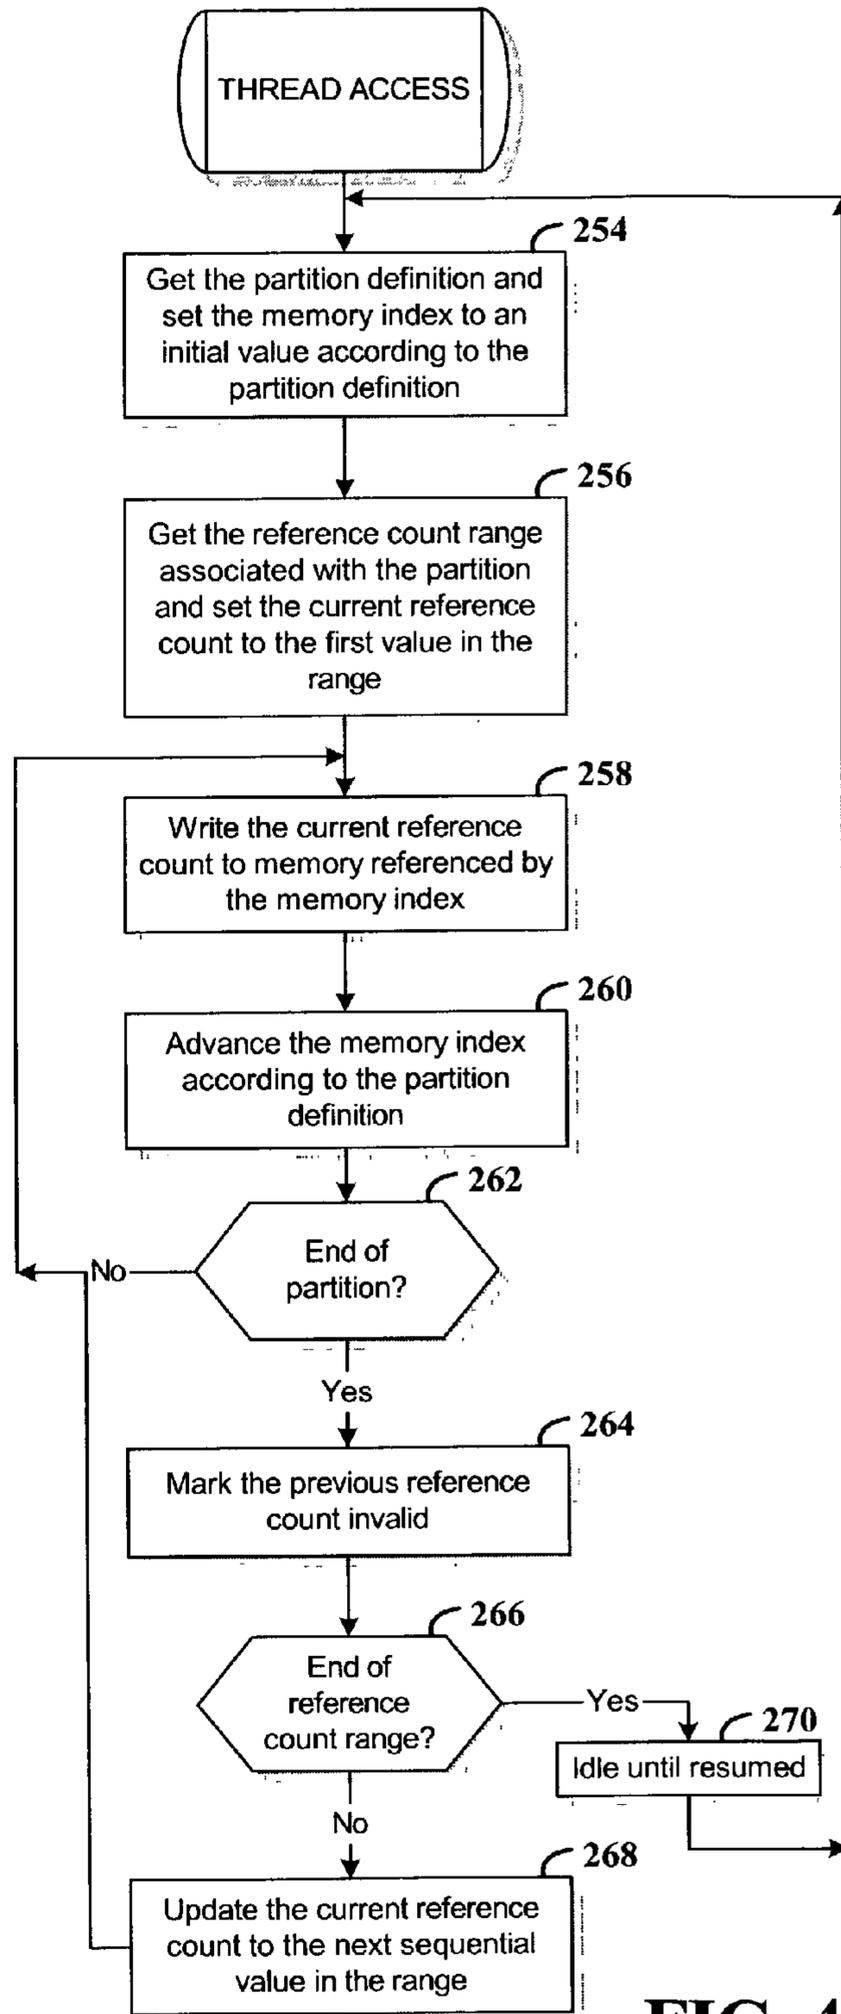 THREAD ACCESS
254
Get the partition definition and
set the memory index to an
initial value according to the
partition definition
256
Get the reference count range
associated with the partition
and set the current reference
count to the first value in the
range
258
Write the current reference
count to memory referenced by
the memory index
260
Advance the memory index
according to the partition
definition
262
End of
partition?
No
Yes
264
Mark the previous reference
count invalid
266
End of
reference
count range?
Yes
270
Idle until resumed
No
268
Update the current reference
count to the next sequential
value in the range
FIG. 4